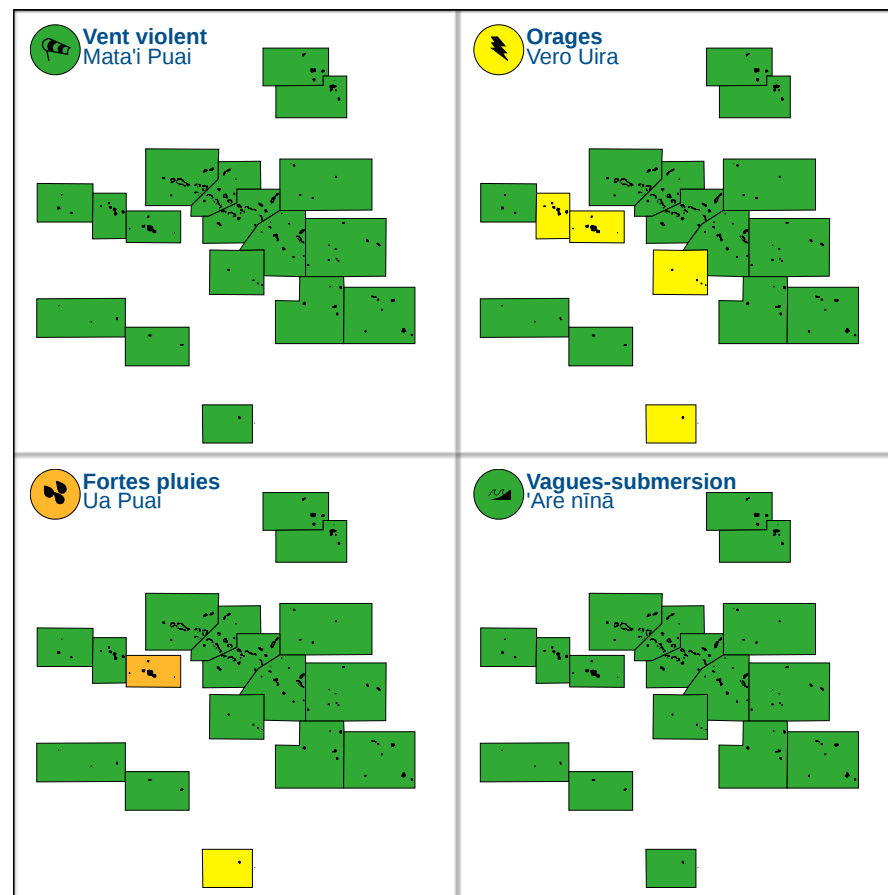 Vent violent
Mata'i Puai
Orages
Vero Uira
Fortes pluies
Ua Puai
Vagues-submersion
'Are nīnā